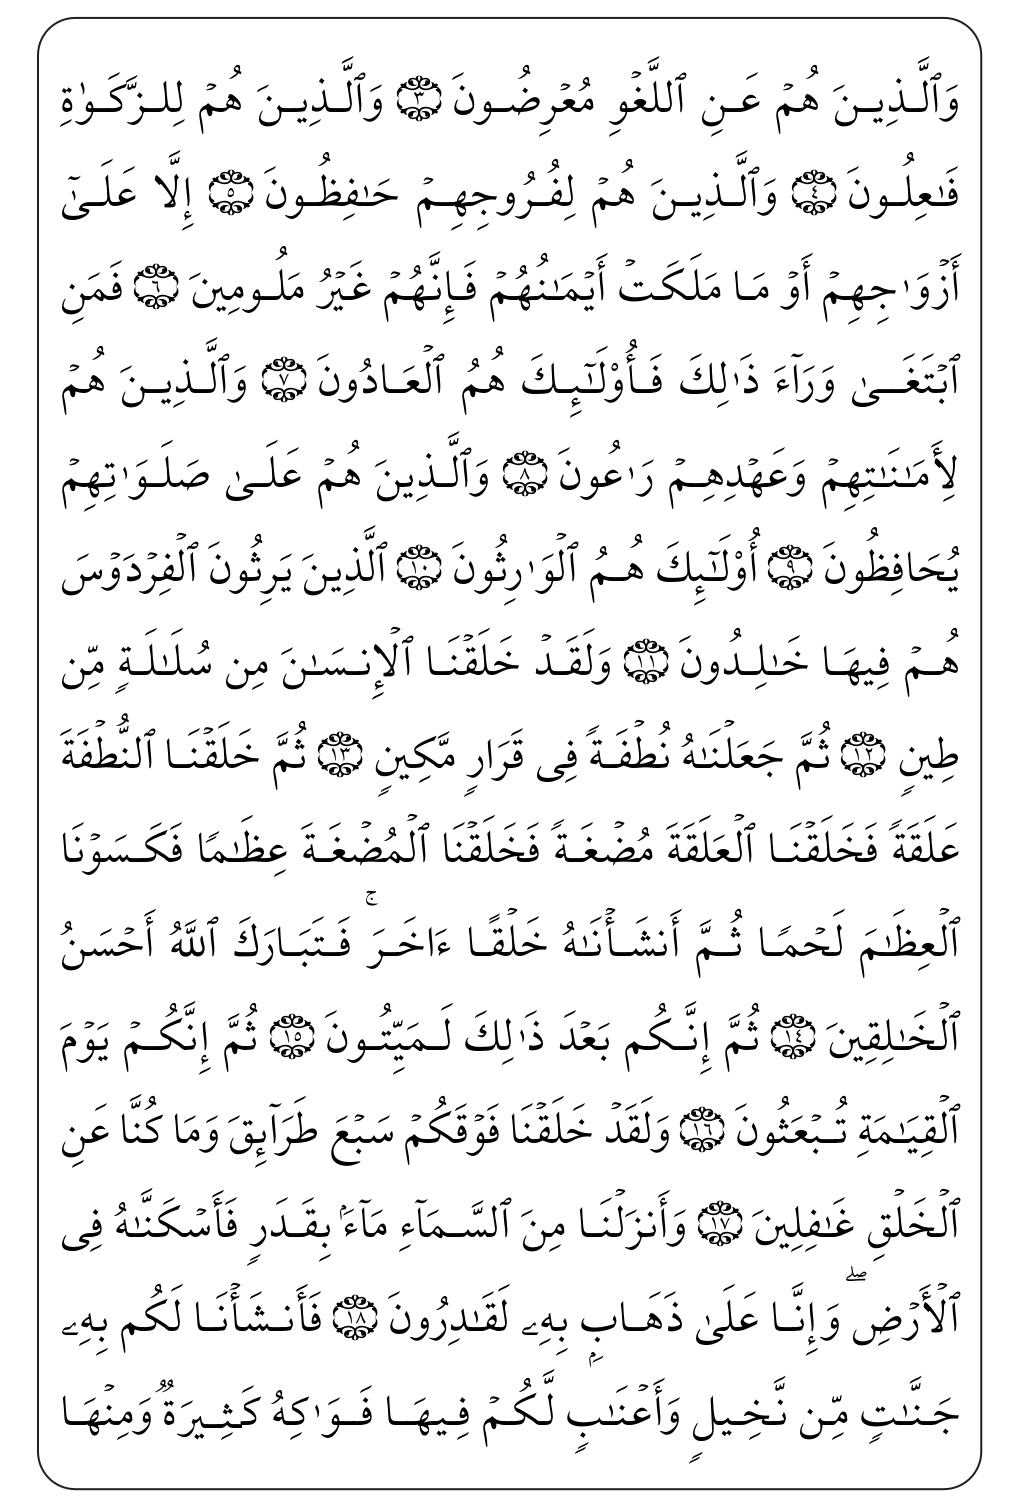 وَٱلَّذِينَ هُمۡ عَنِ ٱللَّغۡوِ مُعۡرِضُونَ ٣ وَٱلَّذِينَ هُمۡ لِلزَّكَوٰةِ
فَٰعِلُونَ ٤ وَٱلَّذِينَ هُمۡ لِفُرُوجِهِمۡ حَٰفِظُونَ ٥ إِلَّا عَلَىٰٓ
أَزۡوَٰجِهِمۡ أَوۡ مَا مَلَكَتۡ أَيۡمَٰنُهُمۡ فَإِنَّهُمۡ غَيۡرُ مَلُومِينَ ٦ فَمَنِ
ٱبۡتَغَىٰ وَرَآءَ ذَٰلِكَ فَأُوْلَٰٓئِكَ هُمُ ٱلۡعَادُونَ ٧ وَٱلَّذِينَ هُمۡ
لِأَمَٰنَٰتِهِمۡ وَعَهۡدِهِمۡ رَٰعُونَ ٨ وَٱلَّذِينَ هُمۡ عَلَىٰ صَلَوَٰتِهِمۡ
يُحَافِظُونَ ٩ أُوْلَٰٓئِكَ هُمُ ٱلۡوَٰرِثُونَ ١٠ ٱلَّذِينَ يَرِثُونَ ٱلۡفِرۡدَوۡسَ
هُمۡ فِيهَا خَٰلِدُونَ ١١ وَلَقَدۡ خَلَقۡنَا ٱلۡإِنسَٰنَ مِن سُلَٰلَةٖ مِّن
طِينٖ ١٢ ثُمَّ جَعَلۡنَٰهُ نُطۡفَةٗ فِي قَرَارٖ مَّكِينٖ ١٣ ثُمَّ خَلَقۡنَا ٱلنُّطۡفَةَ
عَلَقَةٗ فَخَلَقۡنَا ٱلۡعَلَقَةَ مُضۡغَةٗ فَخَلَقۡنَا ٱلۡمُضۡغَةَ عِظَٰمٗا فَكَسَوۡنَا
ٱلۡعِظَٰمَ لَحۡمٗا ثُمَّ أَنشَأۡنَٰهُ خَلۡقًا ءَاخَرَۚ فَتَبَارَكَ ٱللَّهُ أَحۡسَنُ
ٱلۡخَٰلِقِينَ ١٤ ثُمَّ إِنَّكُم بَعۡدَ ذَٰلِكَ لَمَيِّتُونَ ١٥ ثُمَّ إِنَّكُمۡ يَوۡمَ
ٱلۡقِيَٰمَةِ تُبۡعَثُونَ ١٦ وَلَقَدۡ خَلَقۡنَا فَوۡقَكُمۡ سَبۡعَ طَرَآئِقَ وَمَا كُنَّا عَنِ
ٱلۡخَلۡقِ غَٰفِلِينَ ١٧ وَأَنزَلۡنَا مِنَ ٱلسَّمَآءِ مَآءَۢ بِقَدَرٖ فَأَسۡكَنَّٰهُ فِي
ٱلۡأَرۡضِۖ وَإِنَّا عَلَىٰ ذَهَابِۭ بِهِۦ لَقَٰدِرُونَ ١٨ فَأَنشَأۡنَا لَكُم بِهِۦ
جَنَّٰتٖ مِّن نَّخِيلٖ وَأَعۡنَٰبٖ لَّكُمۡ فِيهَا فَوَٰكِهُ كَثِيرَةٞ وَمِنۡهَا